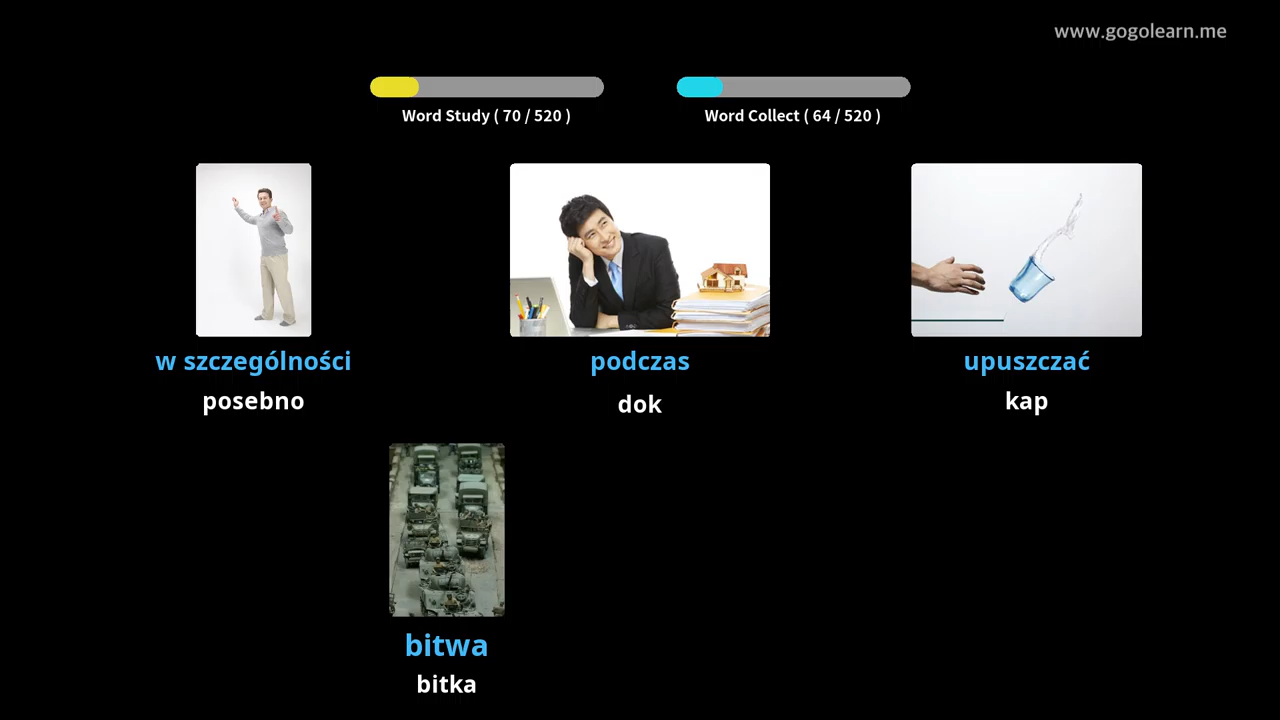 www.gogolearn.me
Word Study ( 70 / 520 )
Word Collect ( 64 / 520 )
w szczególności
podczas
upuszczać
posebno
dok
kap
bitwa
bitka